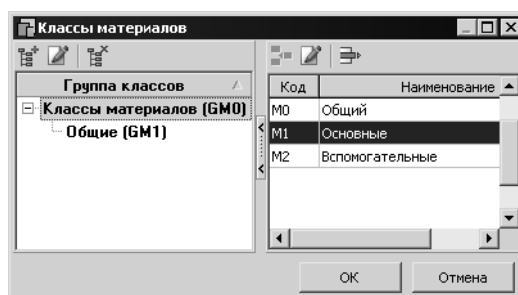 Классы материалов
Группа классов
Классы материалов (GM0)
Общие (GM1)
Код Наименование
M0 Общий
M1 Основные
M2 Вспомогательные
OK Отмена